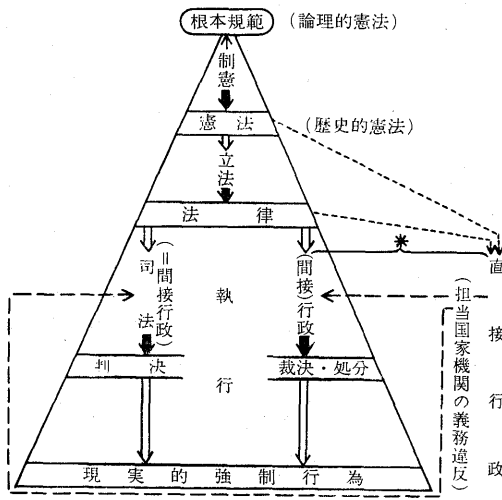 根本規範
(論理的憲法)
制憲
憲法
(歴史的憲法)
立法
法律
*
司法
(=間接行政)
執行
(間接)行政
直接行政
(担当国家機関の義務違反)
判決
裁決・処分
現実的強制行為